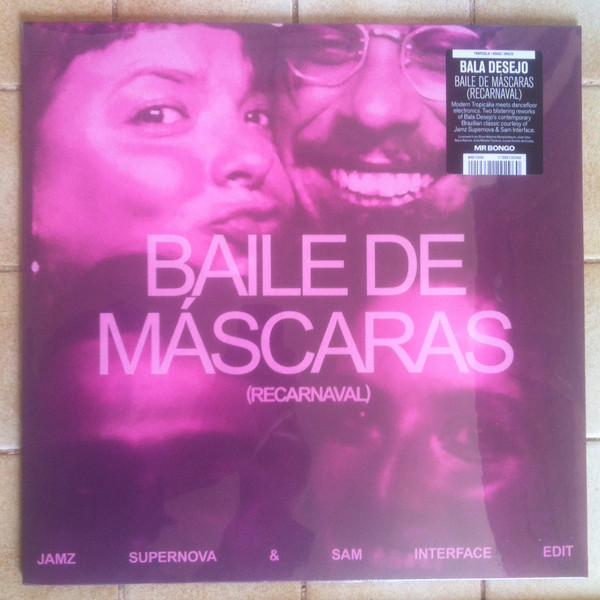 BALA DESEJO
BAILE DE MÁSCARAS
(RECARNAVAL)
Modern Tropicália meets dancefloor
electronics. Two blistering reworks
of Bala Desejo's contemporary
Brazilian classic courtesy of
Jamz Supernova & Sam Interface.
MR BONGO
BAILE DE
MÁSCARAS
(RECARNAVAL)
JAMZ SUPERNOVA & SAM INTERFACE EDIT